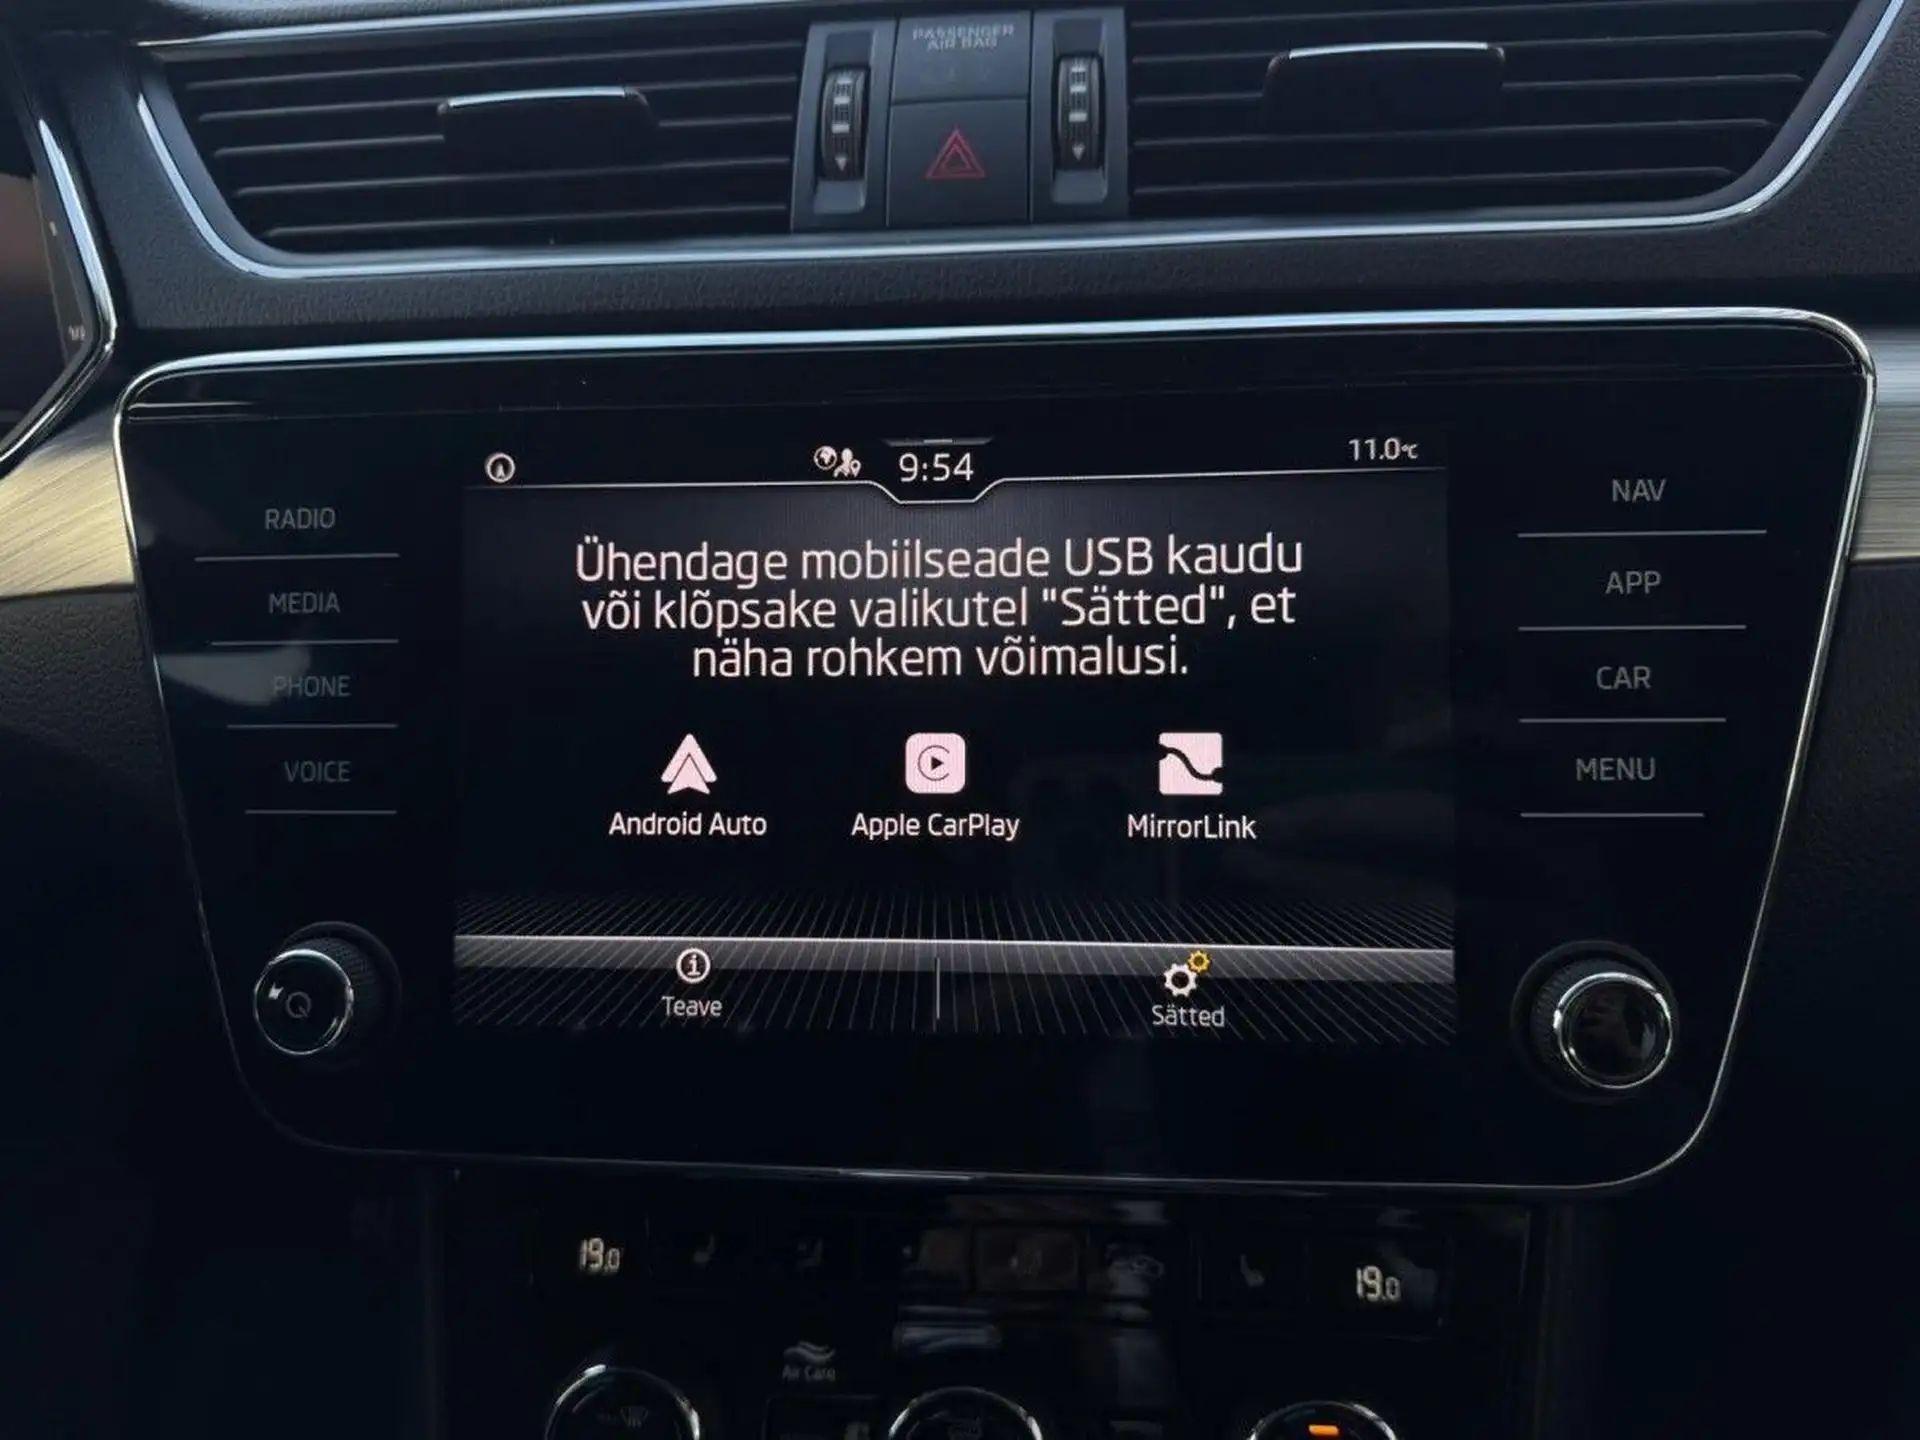 PASSENGER
AIR BAG
9:54
11.0°C
RADIO
MEDIA
PHONE
VOICE
Ühendage mobiilseade USB kaudu
või klõpsake valikutel "Sätted", et
näha rohkem võimalusi.
Android Auto
Apple CarPlay
MirrorLink
Teave
Sätted
NAV
APP
CAR
MENU
19.0
19.0
Air Care